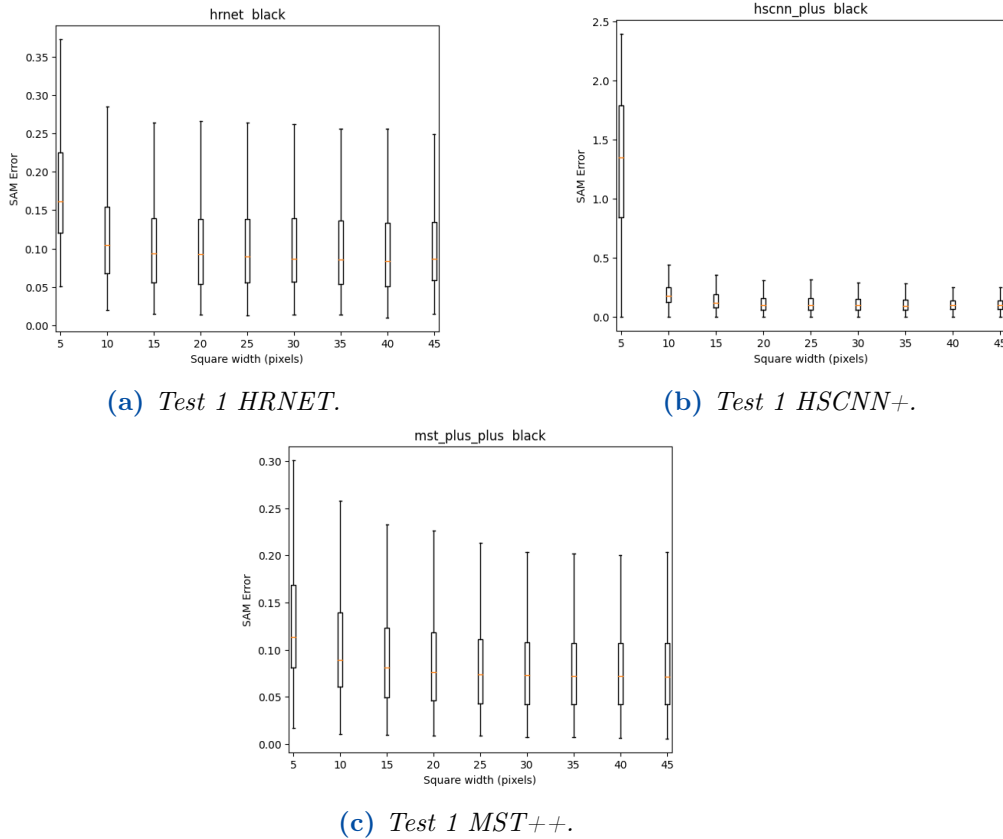 hrnet black
SAM Error
0.35
0.30
0.25
0.20
0.15
0.10
0.05
0.00
5 10 15 20 25 30 35 40 45
Square width (pixels)
(a) Test 1 HRNET.
hscnn_plus black
SAM Error
2.5
2.0
1.5
1.0
0.5
0.0
5 10 15 20 25 30 35 40 45
Square width (pixels)
(b) Test 1 HSCNN+.
mst_plus_plus black
SAM Error
0.30
0.25
0.20
0.15
0.10
0.05
0.00
5 10 15 20 25 30 35 40 45
Square width (pixels)
(c) Test 1 MST++.